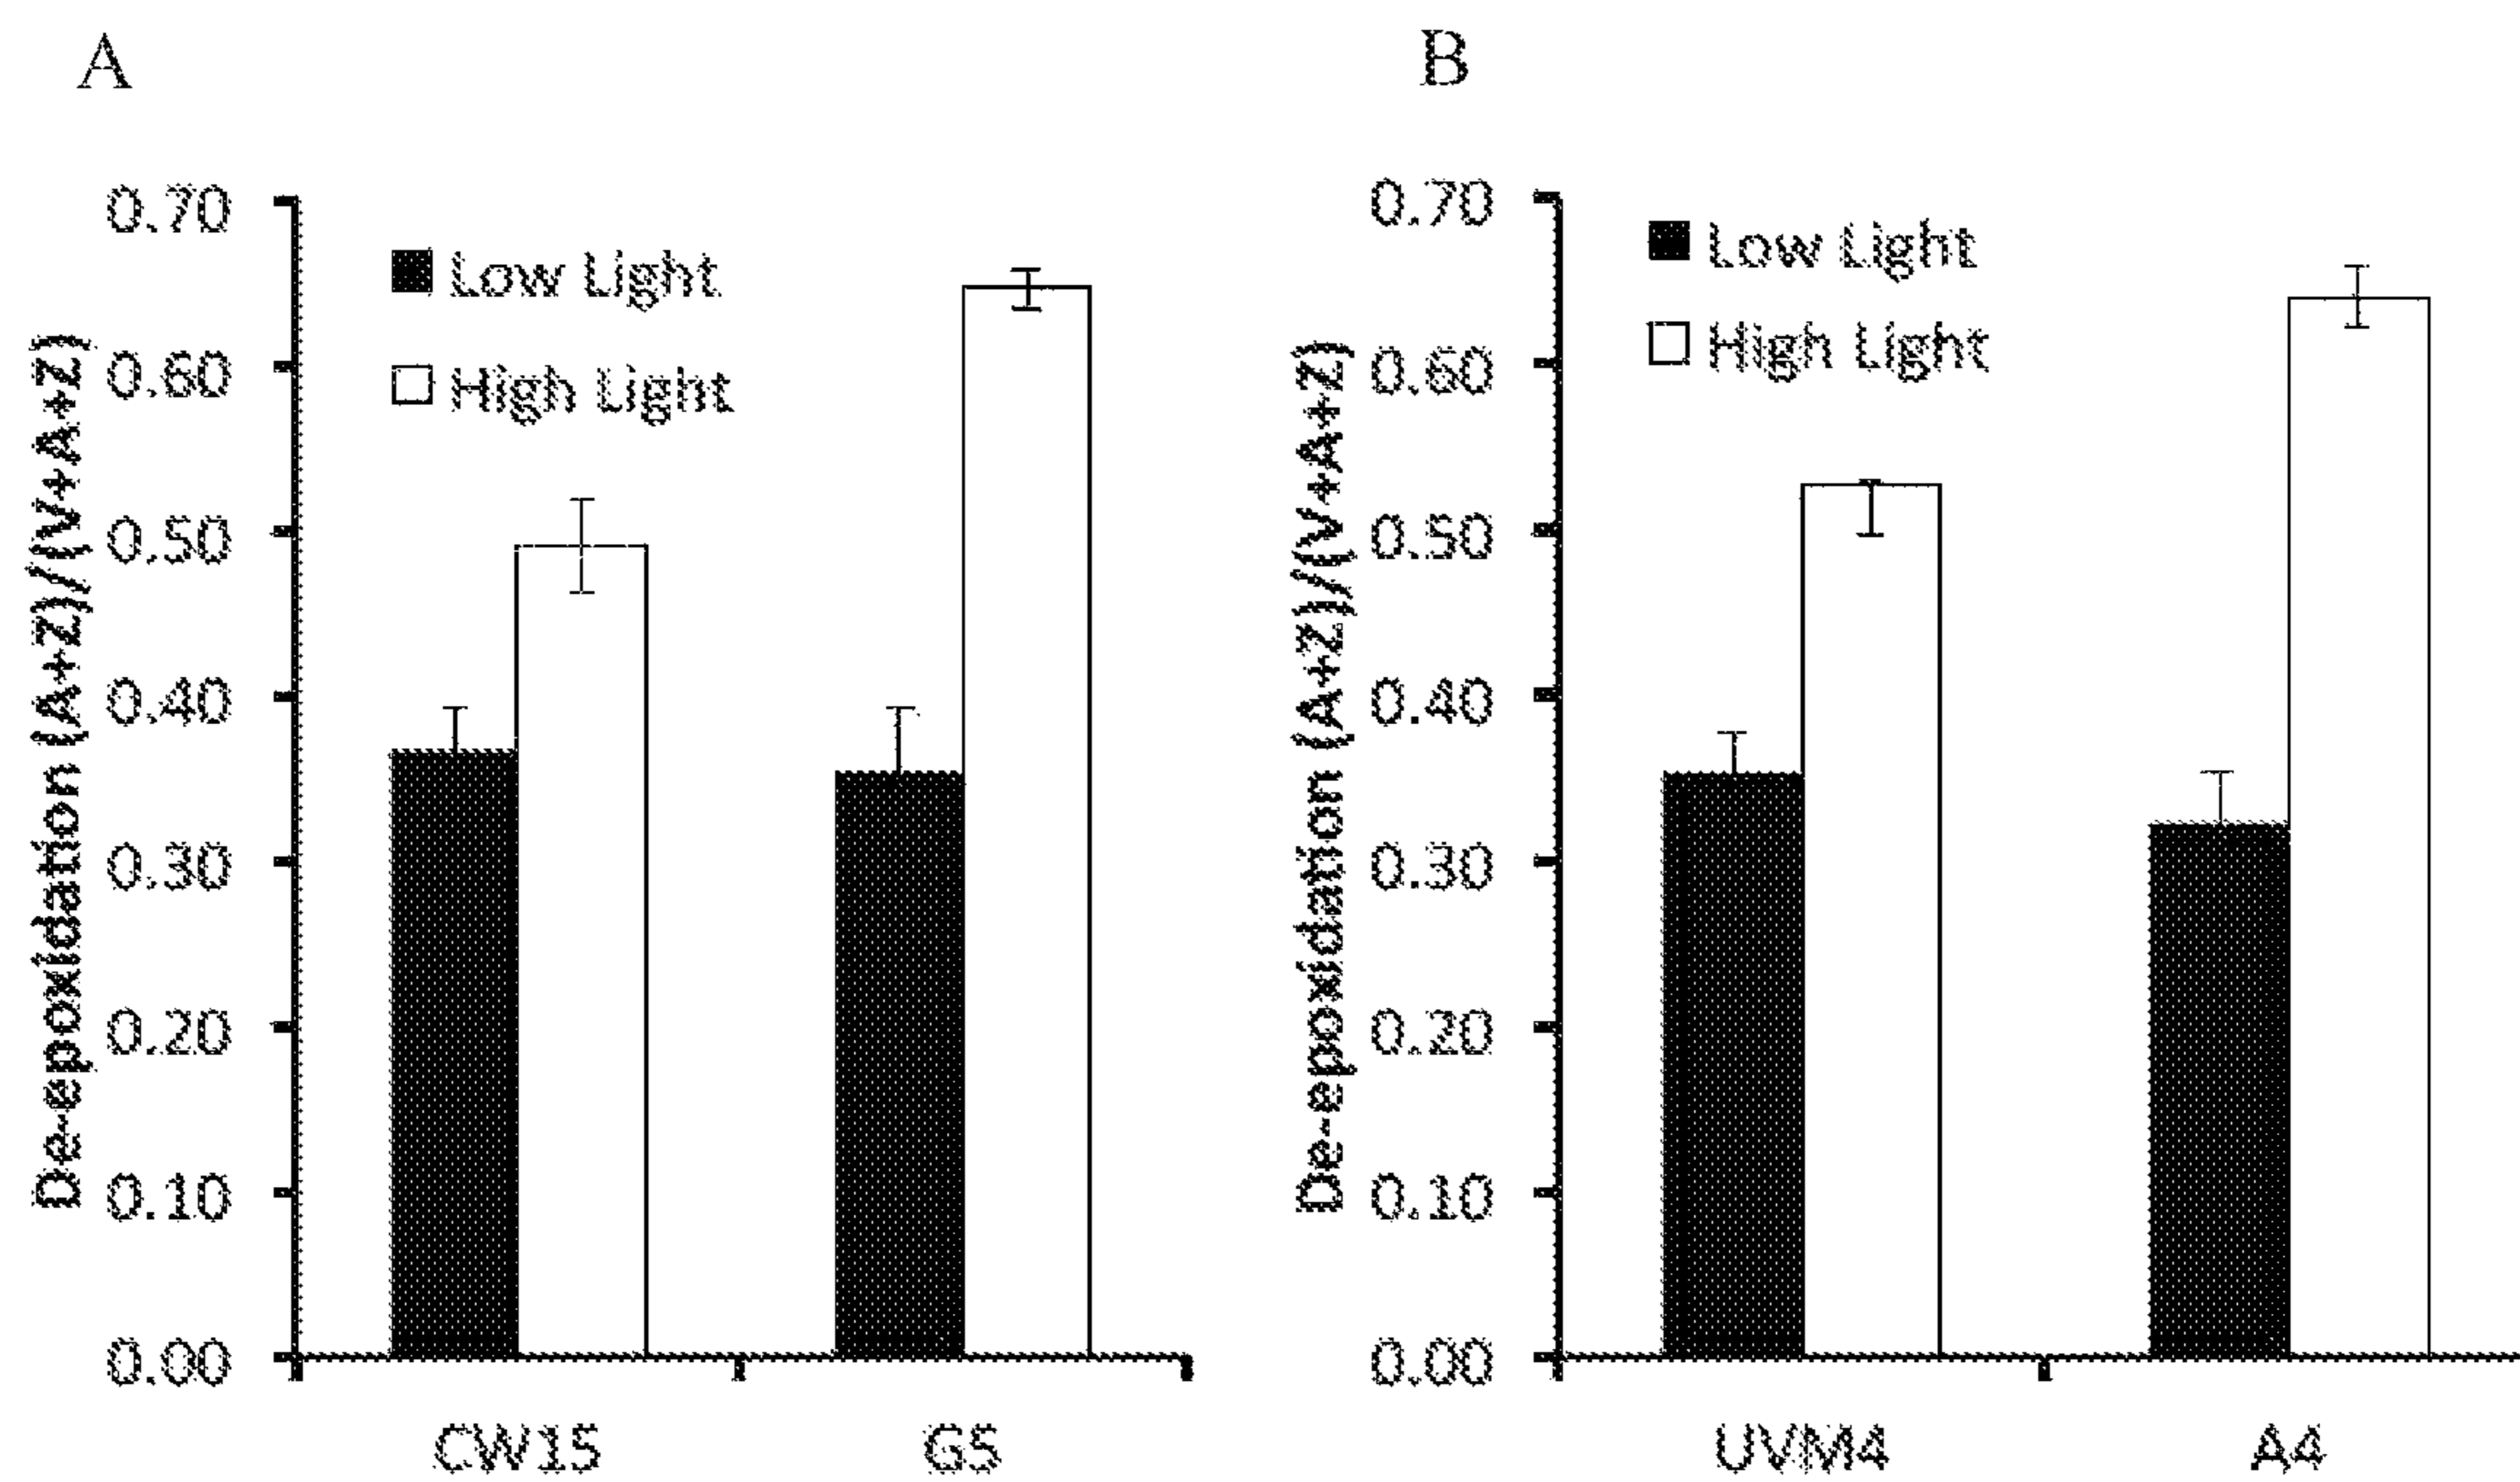 A
De-epoxidation (A+Z)/(V+A+Z)
0.70
0.60
0.50
0.40
0.30
0.20
0.10
0.00
Low Light
High Light
CW15
G5
B
De-epoxidation (A+Z)/(V+A+Z)
0.70
0.60
0.50
0.40
0.30
0.20
0.10
0.00
Low Light
High Light
UVM4
A4